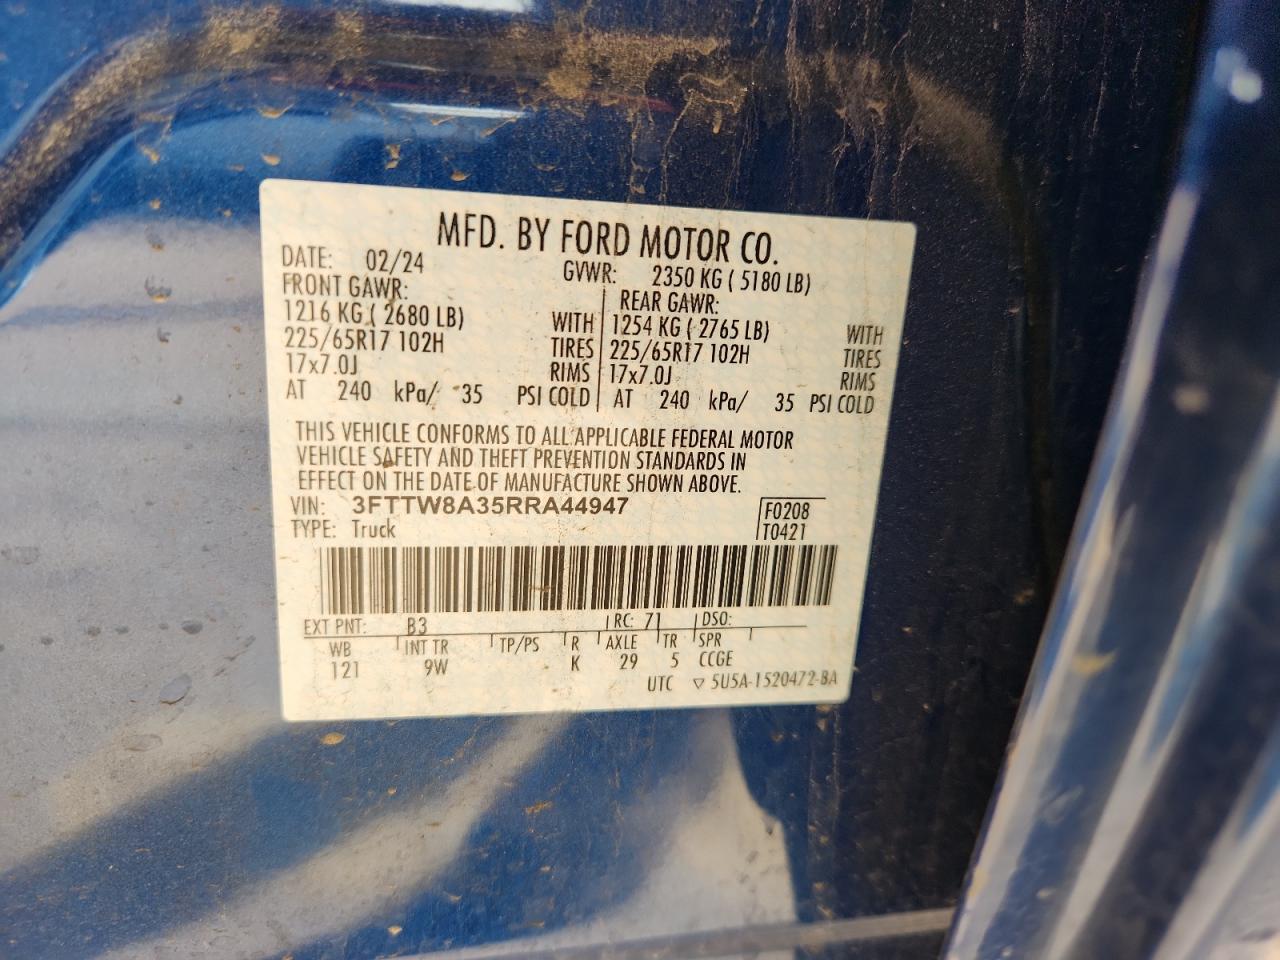 MFD. BY FORD MOTOR CO.
DATE: 02/24 GVWR: 2350 KG ( 5180 LB)
FRONT GAWR: REAR GAWR:
1216 KG ( 2680 LB) WITH 1254 KG ( 2765 LB) WITH
225/65R17 102H TIRES 225/65R17 102H TIRES
17x7.0J RIMS 17x7.0J RIMS
AT 240 kPa/ 35 PSI COLD AT 240 kPa/ 35 PSI COLD
THIS VEHICLE CONFORMS TO ALL APPLICABLE FEDERAL MOTOR
VEHICLE SAFETY AND THEFT PREVENTION STANDARDS IN
EFFECT ON THE DATE OF MANUFACTURE SHOWN ABOVE.
VIN: 3FTTW8A35RRA44947 F0208
TYPE: Truck T0421
EXT PNT: B3 RC: 71 DSO:
WB INT TR TP/PS R AXLE TR SPR
121 9W K 29 5 CCGE
UTC ▽ 5U5A-1520472-BA